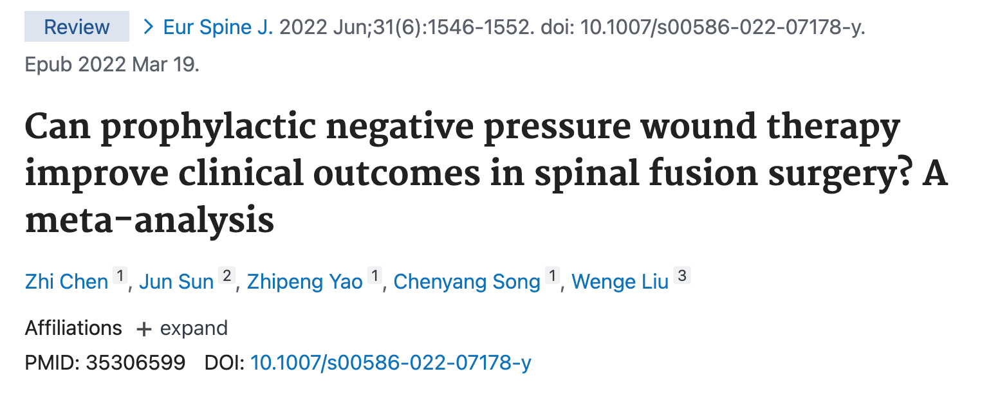 Review > Eur Spine J. 2022 Jun;31(6):1546-1552. doi: 10.1007/s00586-022-07178-y.
Epub 2022 Mar 19.
Can prophylactic negative pressure wound therapy
improve clinical outcomes in spinal fusion surgery? A
meta-analysis
Zhi Chen 1, Jun Sun 2, Zhipeng Yao 1, Chenyang Song 1, Wenge Liu 3
Affiliations + expand
PMID: 35306599 DOI: 10.1007/s00586-022-07178-y